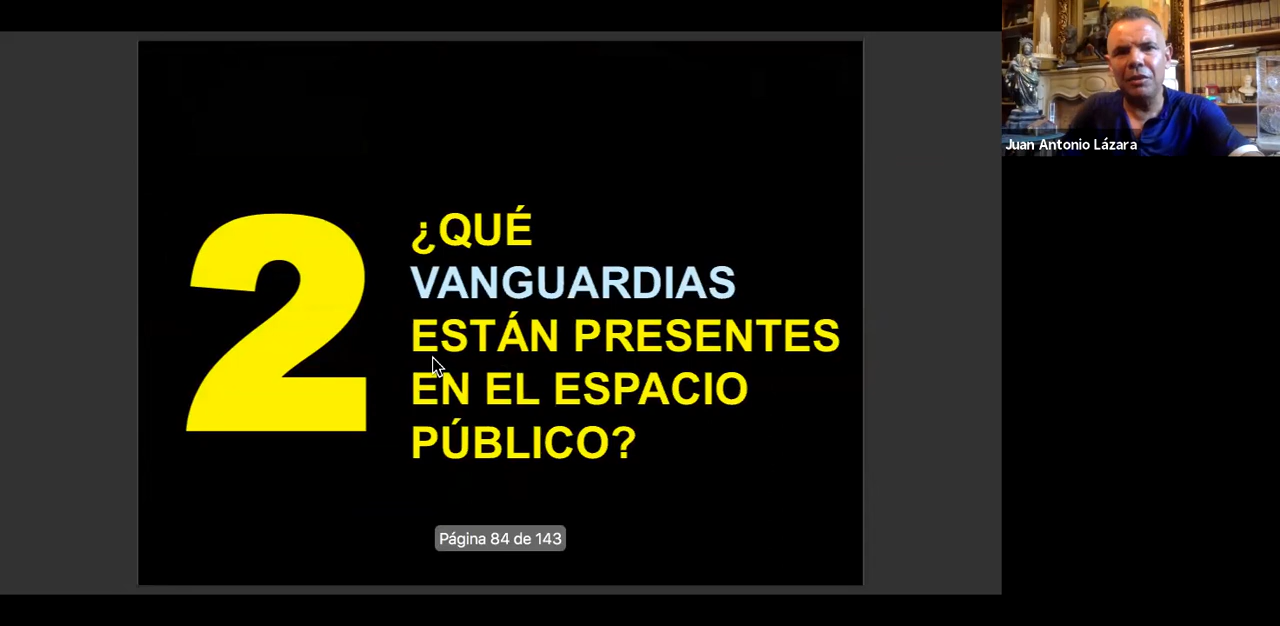 2
¿QUÉ
VANGUARDIAS
ESTÁN PRESENTES
EN EL ESPACIO
PÚBLICO?
Página 84 de 143
Juan Antonio Lázara